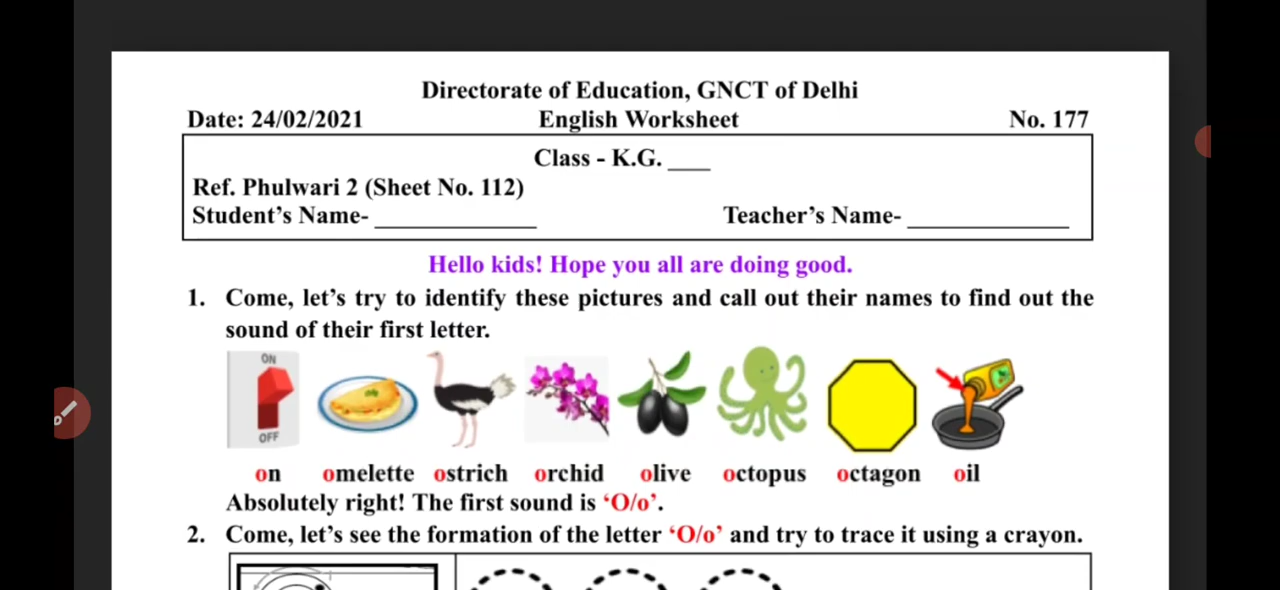 Directorate of Education, GNCT of Delhi
Date: 24/02/2021 English Worksheet No. 177
Class - K.G. ____
Ref. Phulwari 2 (Sheet No. 112)
Student’s Name- _______________ Teacher’s Name- _______________
Hello kids! Hope you all are doing good.
1. Come, let’s try to identify these pictures and call out their names to find out the
sound of their first letter.
ON
OFF
on omelette ostrich orchid olive octopus octagon oil
Absolutely right! The first sound is ‘O/o’.
2. Come, let’s see the formation of the letter ‘O/o’ and try to trace it using a crayon.